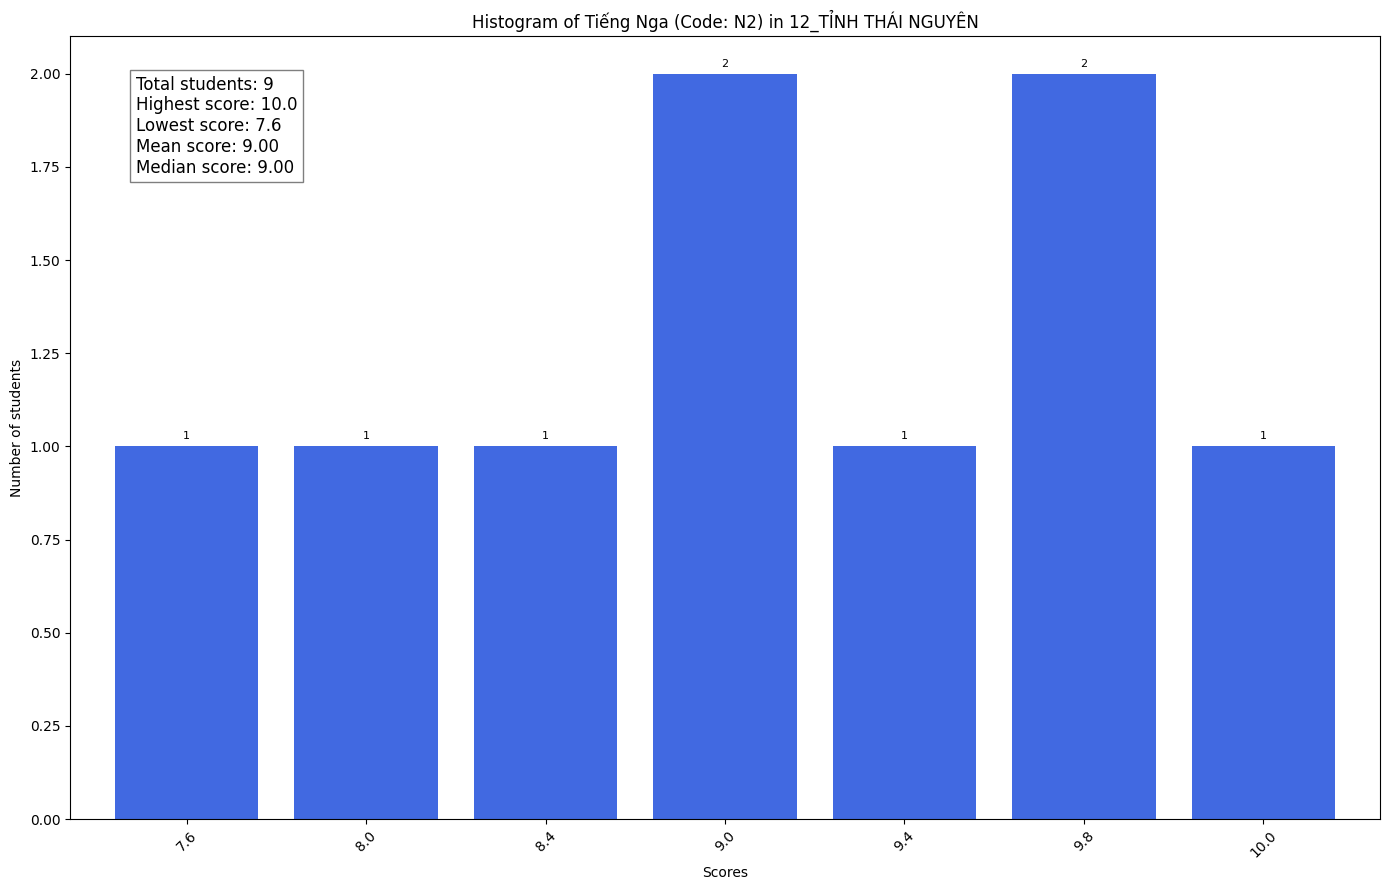 Histogram of Tiếng Nga (Code: N2) in 12_TỈNH THÁI NGUYÊN
Total students: 9
Highest score: 10.0
Lowest score: 7.6
Mean score: 9.00
Median score: 9.00
Number of students
2.00
1.75
1.50
1.25
1.00
0.75
0.50
0.25
0.00
1
1
1
2
1
2
1
7.6
8.0
8.4
9.0
9.4
9.8
10.0
Scores